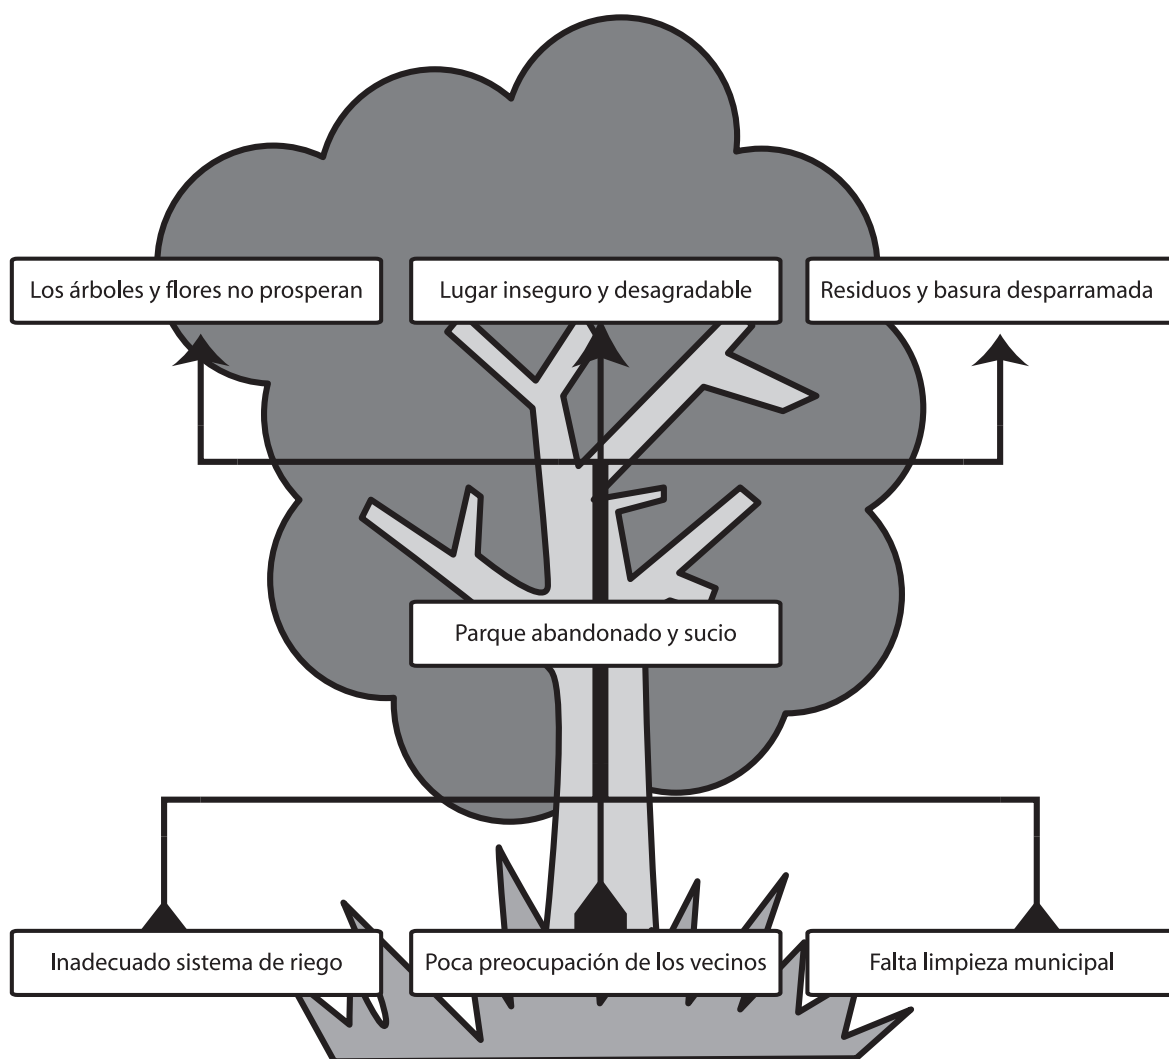 Los árboles y flores no prosperan
Lugar inseguro y desagradable
Residuos y basura desparramada
Parque abandonado y sucio
Inadecuado sistema de riego
Poca preocupación de los vecinos
Falta limpieza municipal